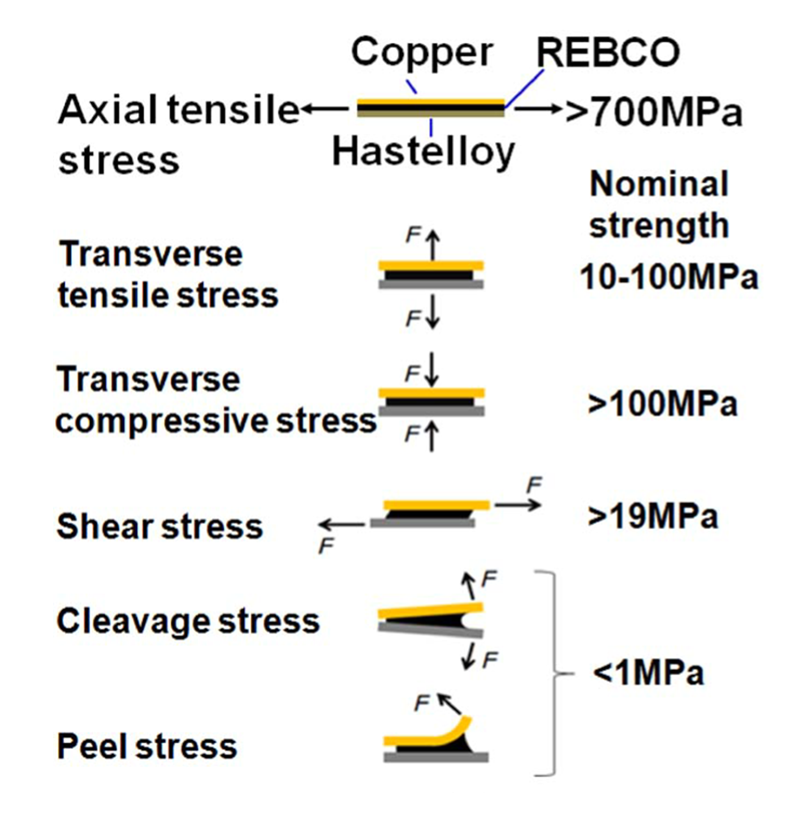 Copper REBCO
Axial tensile stress
>700MPa
Hastelloy
Nominal
strength
Transverse
tensile stress
F
F
10-100MPa
Transverse
compressive stress
F
F
>100MPa
Shear stress
F
F
>19MPa
Cleavage stress
F
F
<1MPa
Peel stress
F